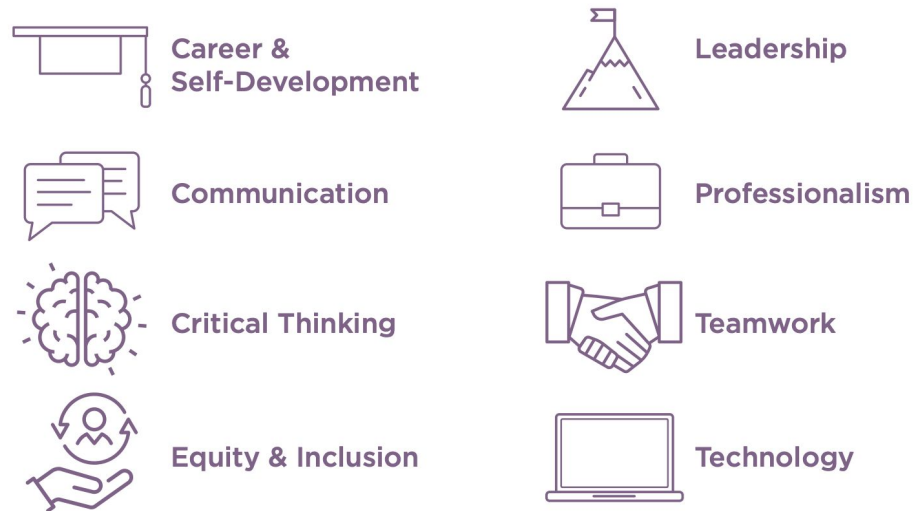 Career &
Self-Development
Communication
Critical Thinking
Equity & Inclusion
Leadership
Professionalism
Teamwork
Technology